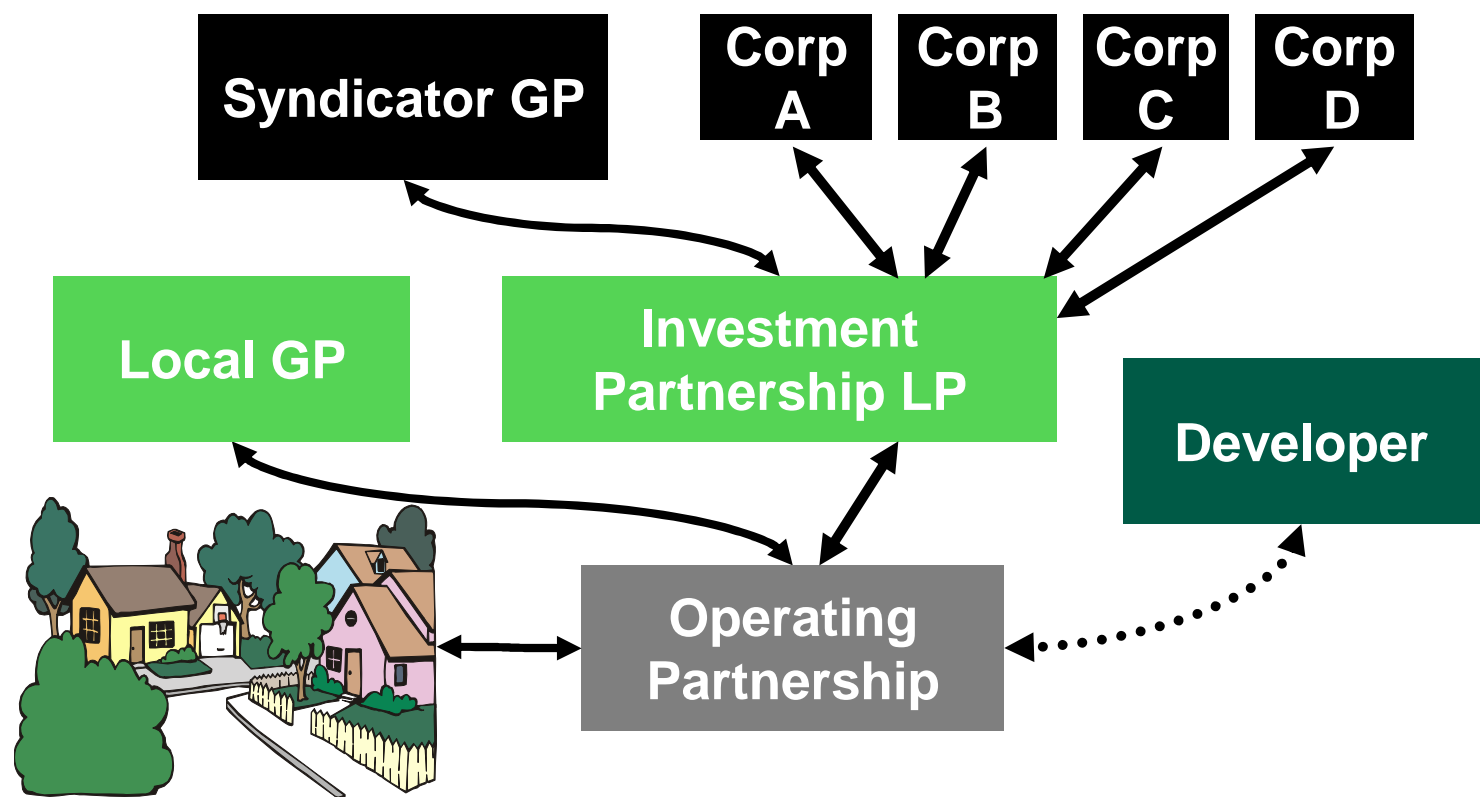 Syndicator GP
Corp
A
Corp
B
Corp
C
Corp
D
Local GP
Investment
Partnership LP
Developer
Operating
Partnership